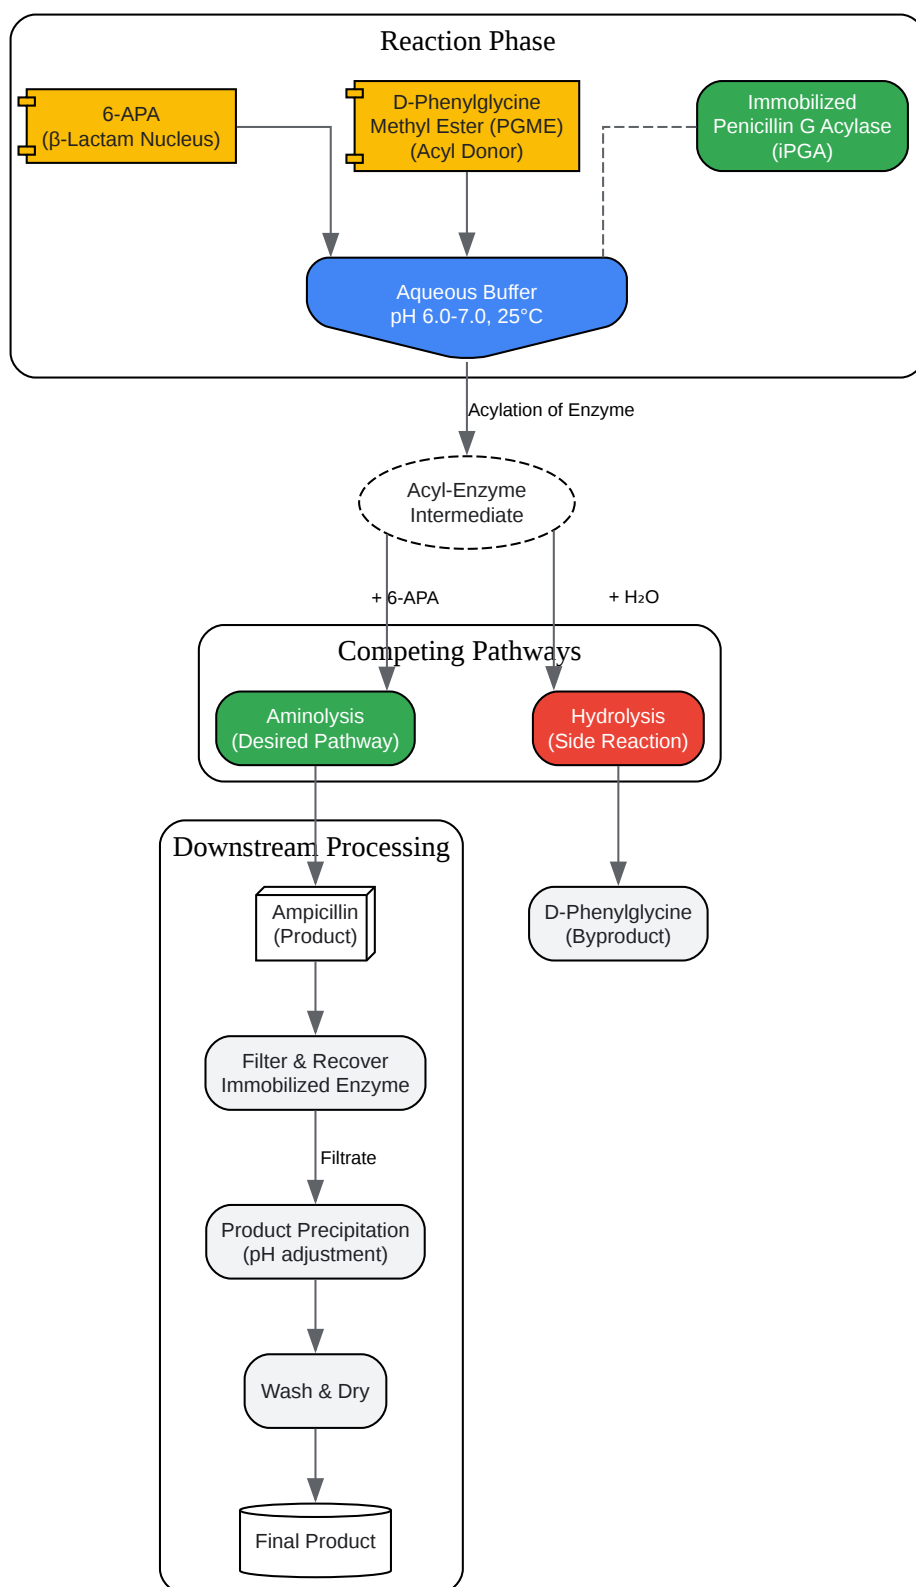 Reaction Phase
6-APA
(β-Lactam Nucleus)
D-Phenylglycine
Methyl Ester (PGME)
(Acyl Donor)
Immobilized
Penicillin G Acylase
(iPGA)
Aqueous Buffer
pH 6.0-7.0, 25°C
Acylation of Enzyme
Acyl-Enzyme
Intermediate
+ 6-APA
+ H₂O
Competing Pathways
Aminolysis
(Desired Pathway)
Hydrolysis
(Side Reaction)
Downstream Processing
Ampicillin
(Product)
D-Phenylglycine
(Byproduct)
Filter & Recover
Immobilized Enzyme
Filtrate
Product Precipitation
(pH adjustment)
Wash & Dry
Final Product